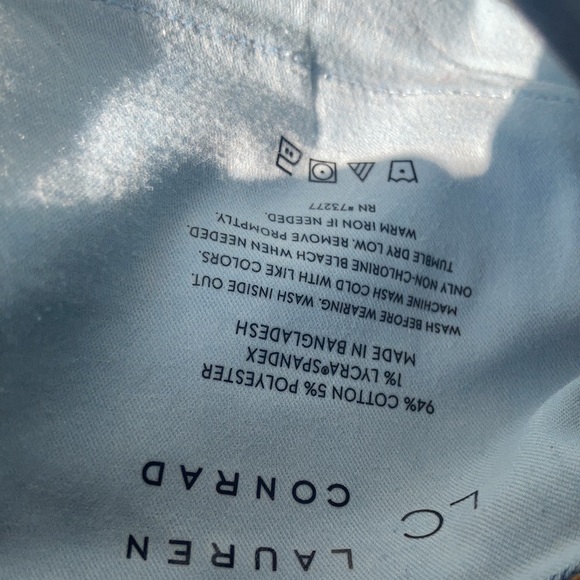 LC
LAUREN
CONRAD
94% COTTON 5% POLYESTER
1% LYCRA®SPANDEX
MADE IN BANGLADESH
WASH BEFORE WEARING. WASH INSIDE OUT.
MACHINE WASH COLD WITH LIKE COLORS.
ONLY NON-CHLORINE BLEACH WHEN NEEDED.
TUMBLE DRY LOW. REMOVE PROMPTLY.
WARM IRON IF NEEDED.
RN #73277